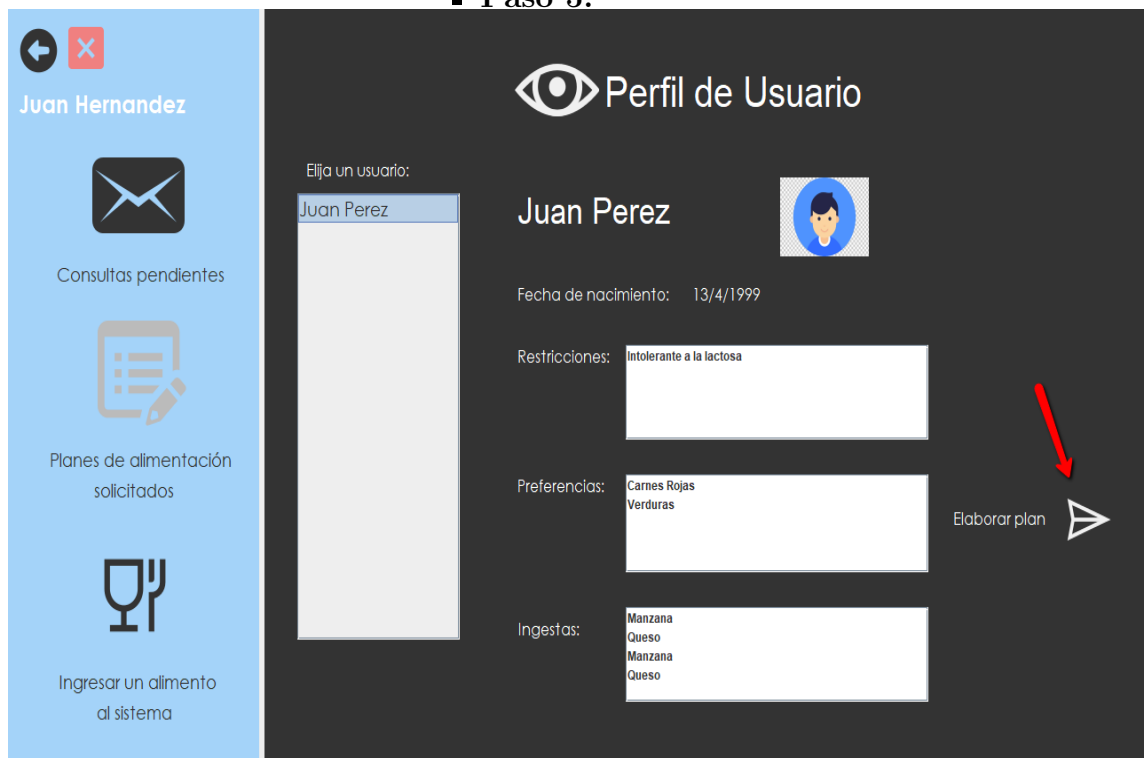 Paso 3:
Juan Hernandez
Consultas pendientes
Planes de alimentación
solicitados
Ingresar un alimento
al sistema
Perfil de Usuario
Elija un usuario:
Juan Perez
Juan Perez
Fecha de nacimiento: 13/4/1999
Restricciones:
Intolerante a la lactosa
Preferencias:
Carnes Rojas
Verduras
Elaborar plan
Ingestas:
Manzana
Queso
Manzana
Queso